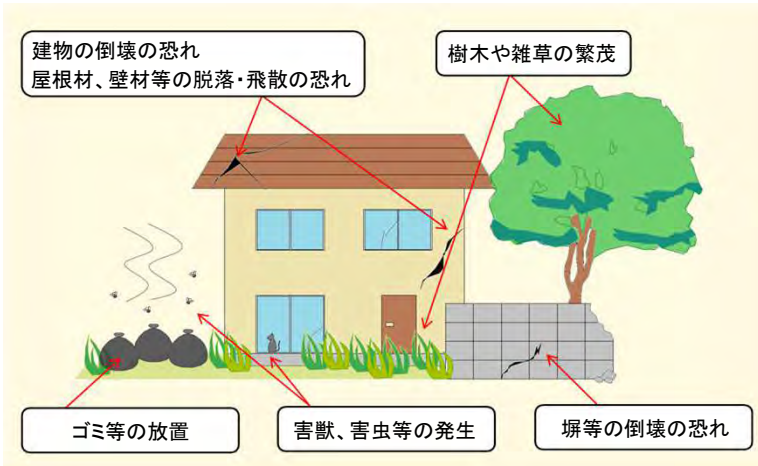 建物の倒壊の恐れ
屋根材、壁材等の脱落・飛散の恐れ
樹木や雑草の繁茂
ゴミ等の放置
害獣、害虫等の発生
塀等の倒壊の恐れ